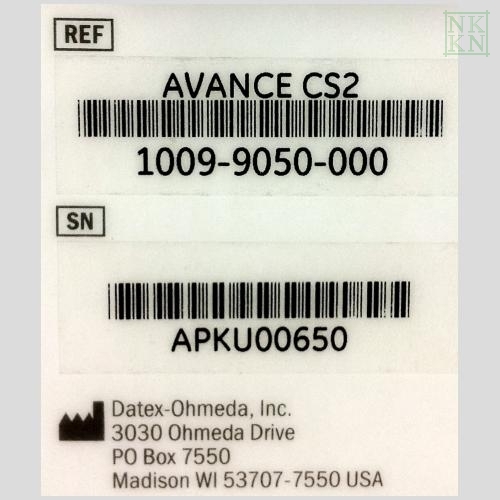 NK
KN
REF
AVANCE CS2
1009-9050-000
SN
APKU00650
Datex-Ohmeda, Inc.
3030 Ohmeda Drive
PO Box 7550
Madison WI 53707-7550 USA